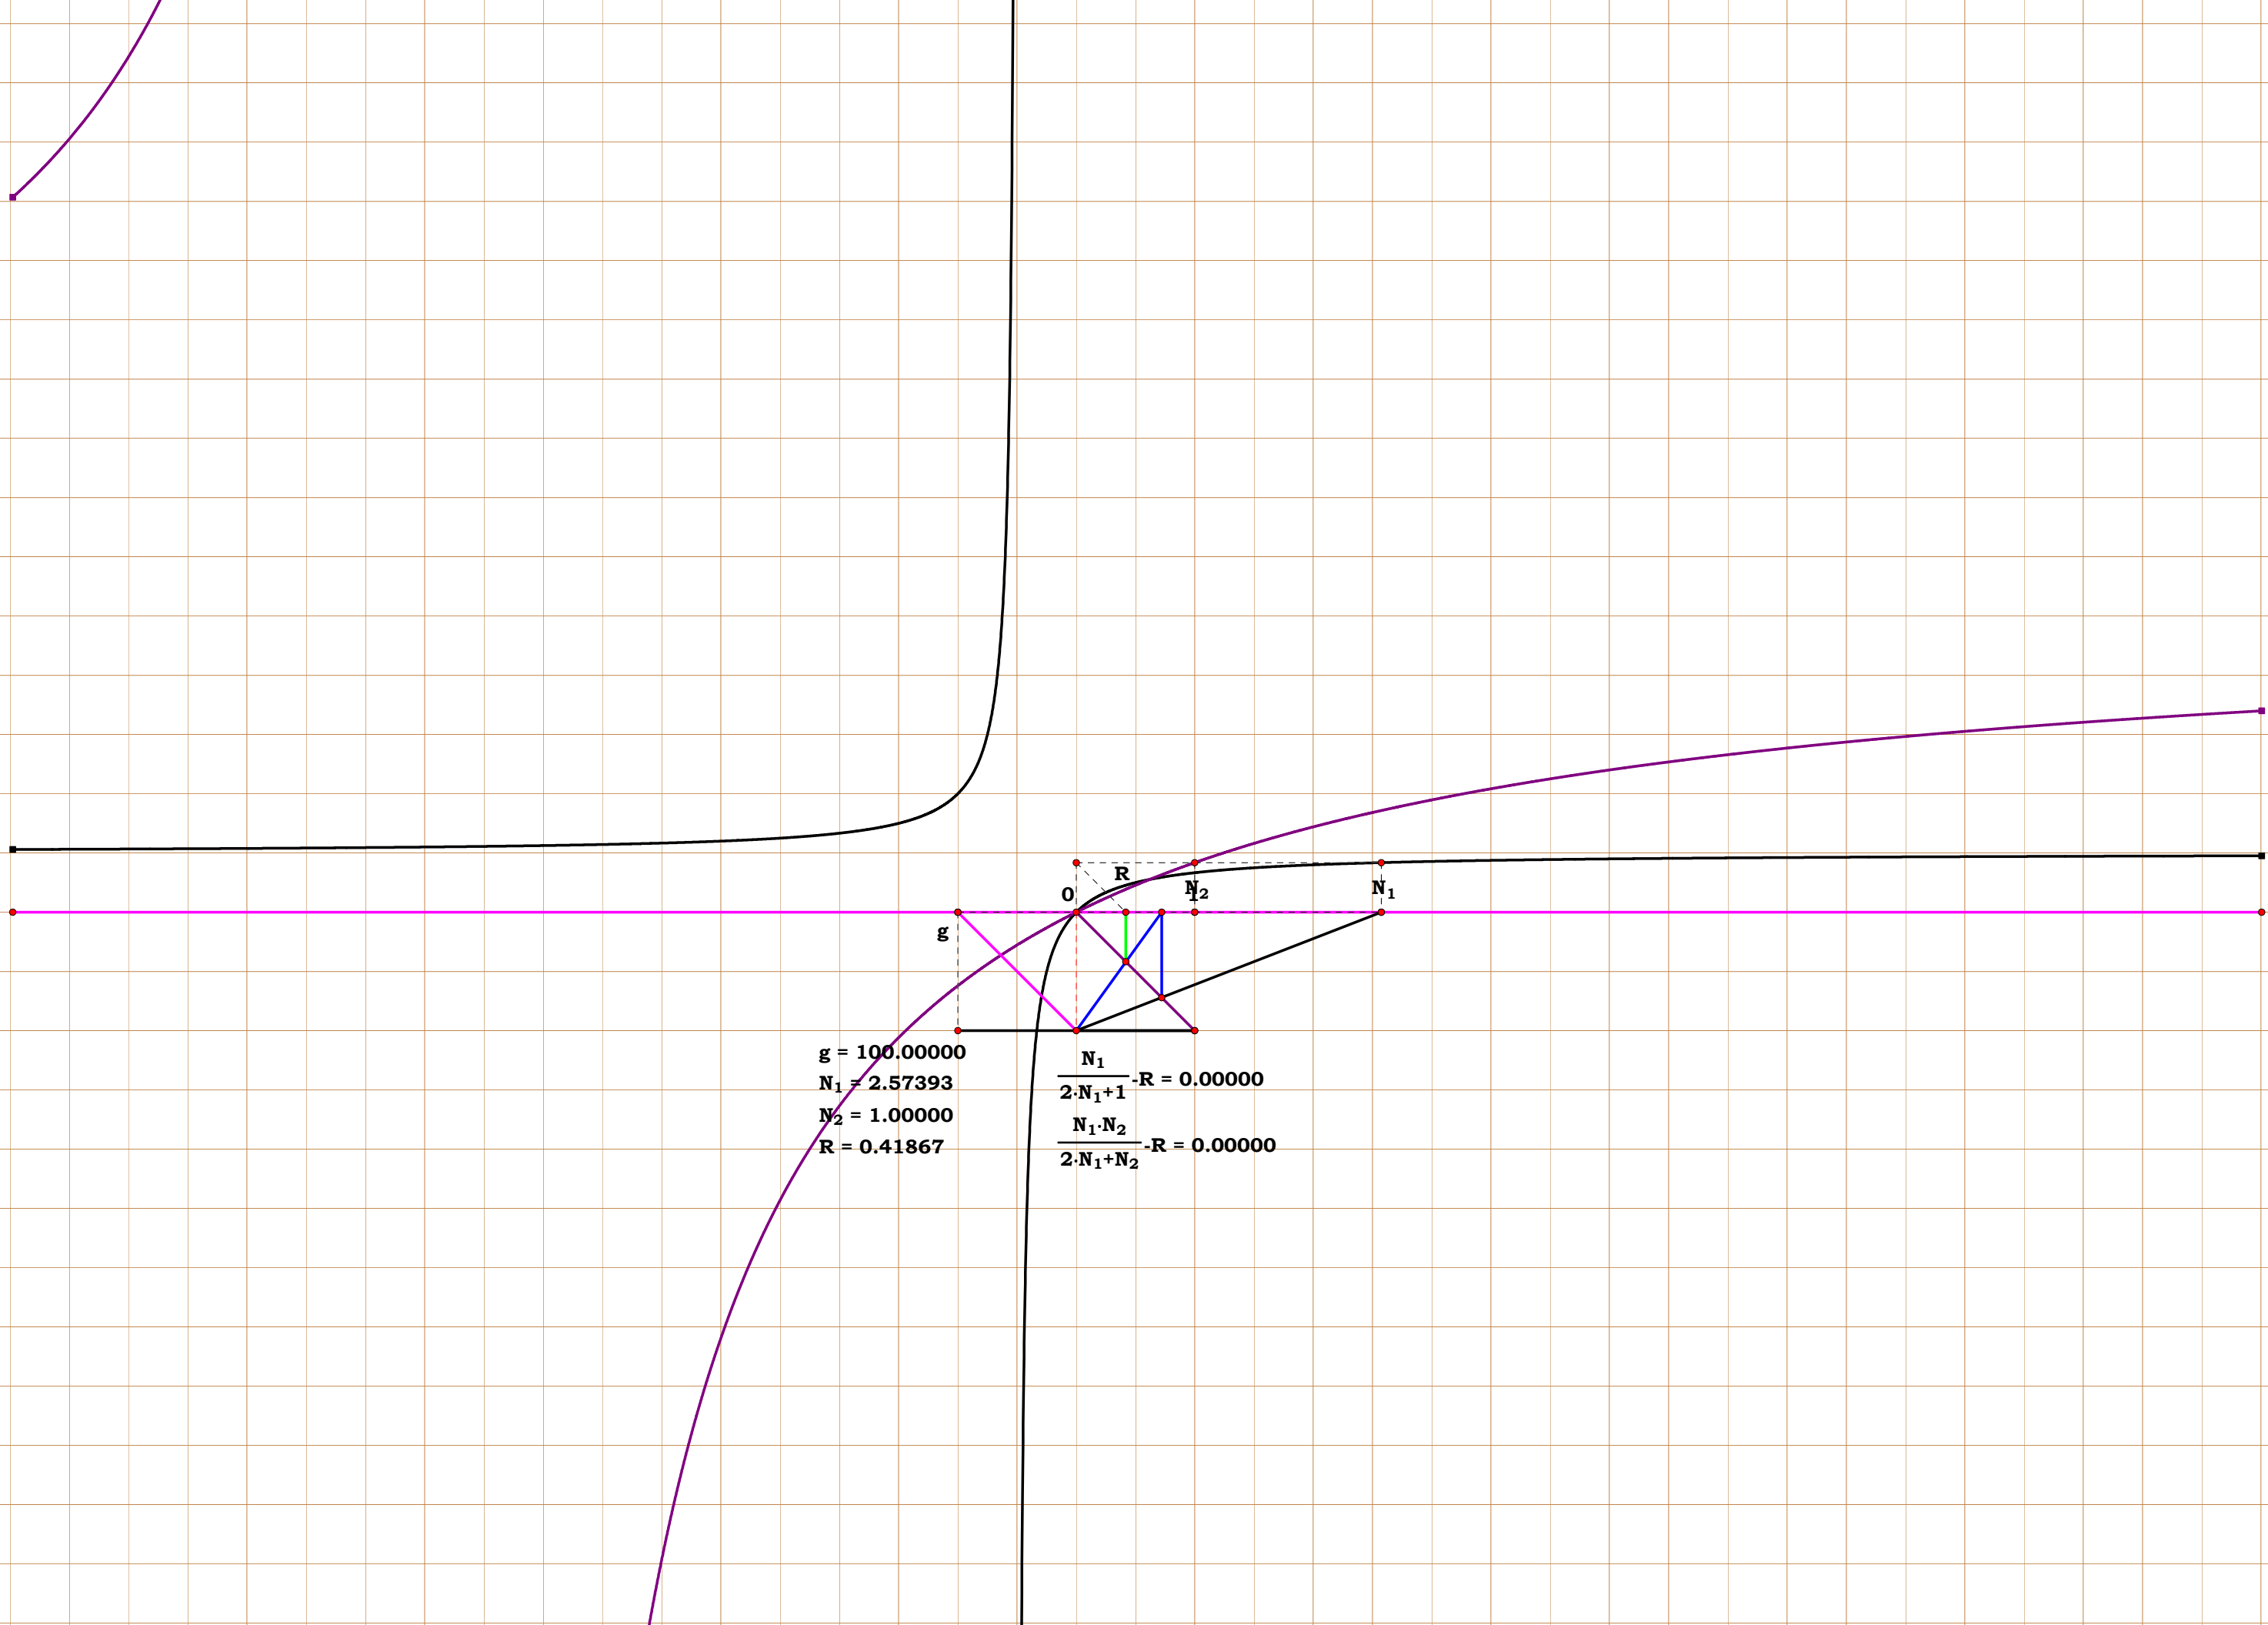 R
0
N₂
1
N₁
g
g = 100.00000
N₁ = 2.57393
N₂ = 1.00000
R = 0.41867
N₁
2·N₁+1
-R = 0.00000
N₁·N₂
2·N₁+N₂
-R = 0.00000